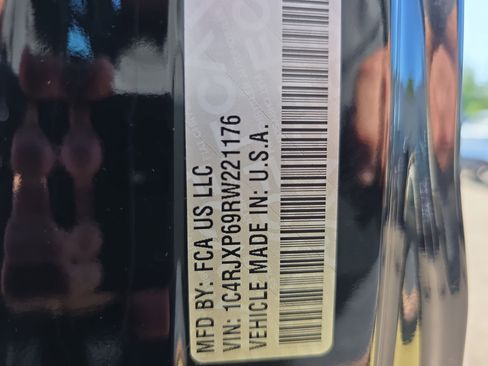 MFD BY: FCA US LLC
VIN: 1C4RJXP69RW221176
VEHICLE MADE IN: U.S.A.